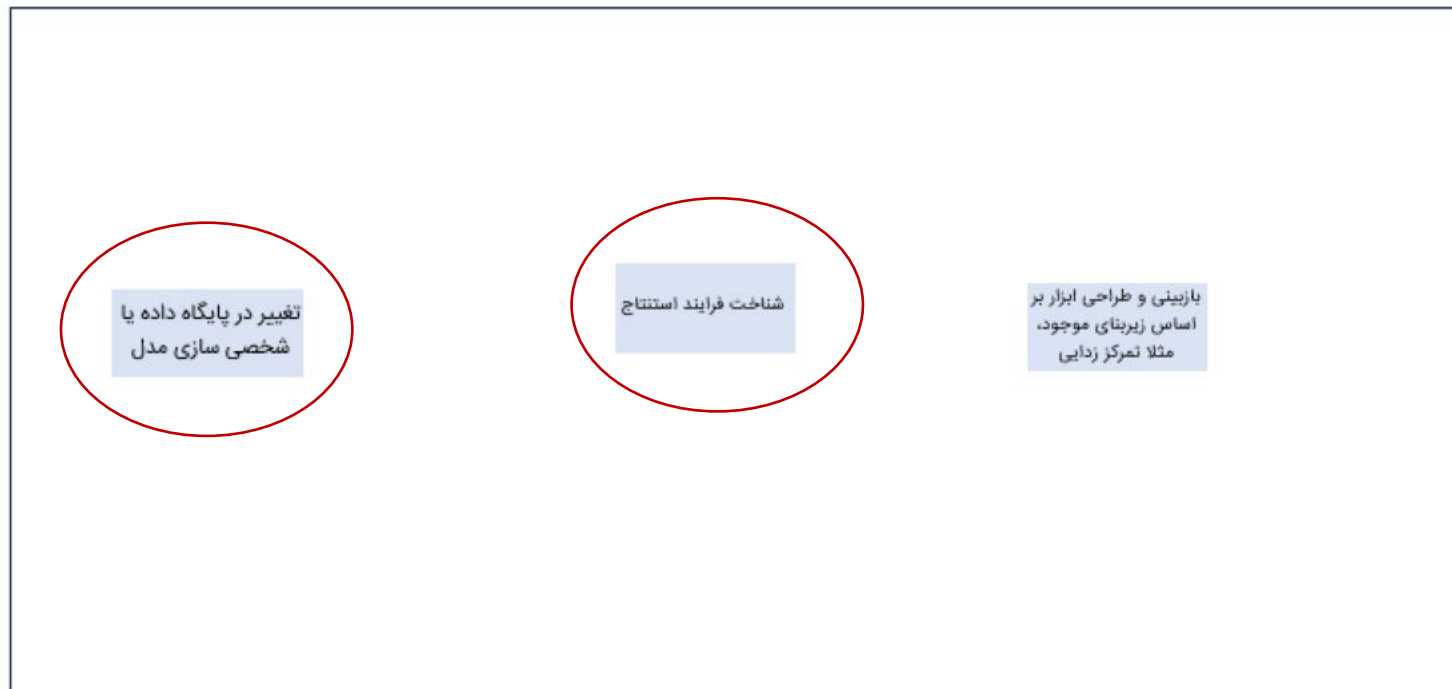 بازبینی و طراحی ابزار بر
اساس زیربنای موجود،
مثلا تمرکز زدایی
شناخت فرایند استنتاج
تغییر در پایگاه داده یا
شخصی سازی مدل